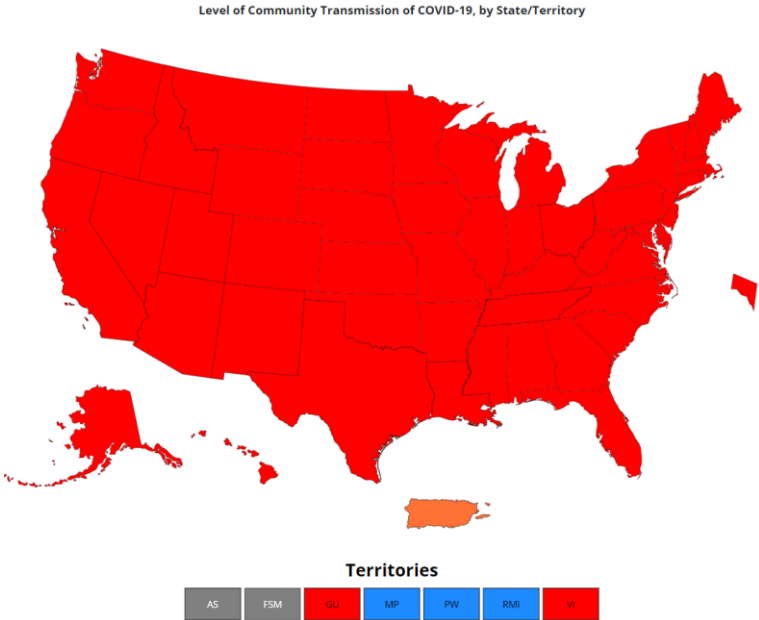 Level of Community Transmission of COVID-19, by State/Territory
Territories
AS FSM GU MP PW RMI VI